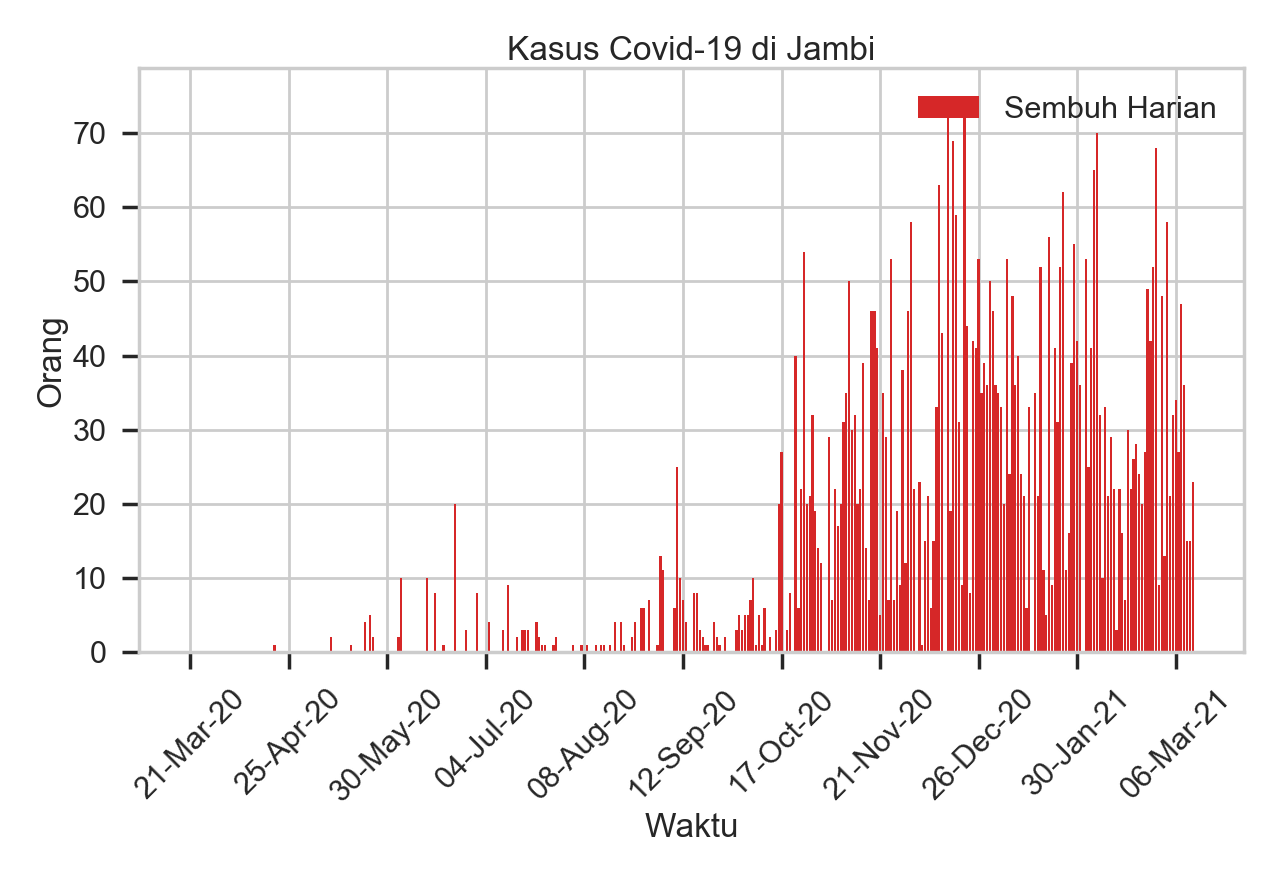 Kasus Covid-19 di Jambi
Sembuh Harian
70
60
50
40
30
20
10
0
Orang
21-Mar-20
25-Apr-20
30-May-20
04-Jul-20
08-Aug-20
12-Sep-20
17-Oct-20
21-Nov-20
26-Dec-20
30-Jan-21
06-Mar-21
Waktu